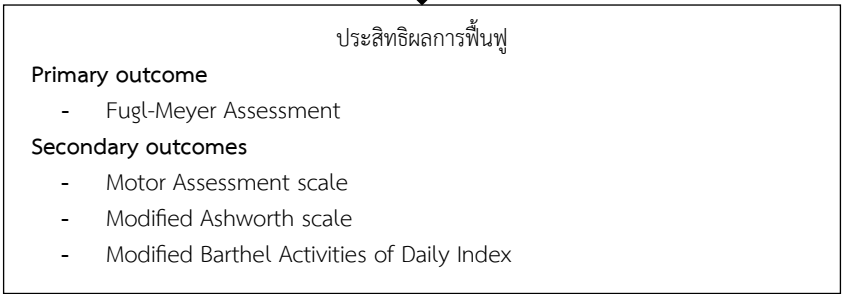 ประสิทธิผลการฟื้นฟู
Primary outcome
- Fugl-Meyer Assessment
Secondary outcomes
- Motor Assessment scale
- Modified Ashworth scale
- Modified Barthel Activities of Daily Index